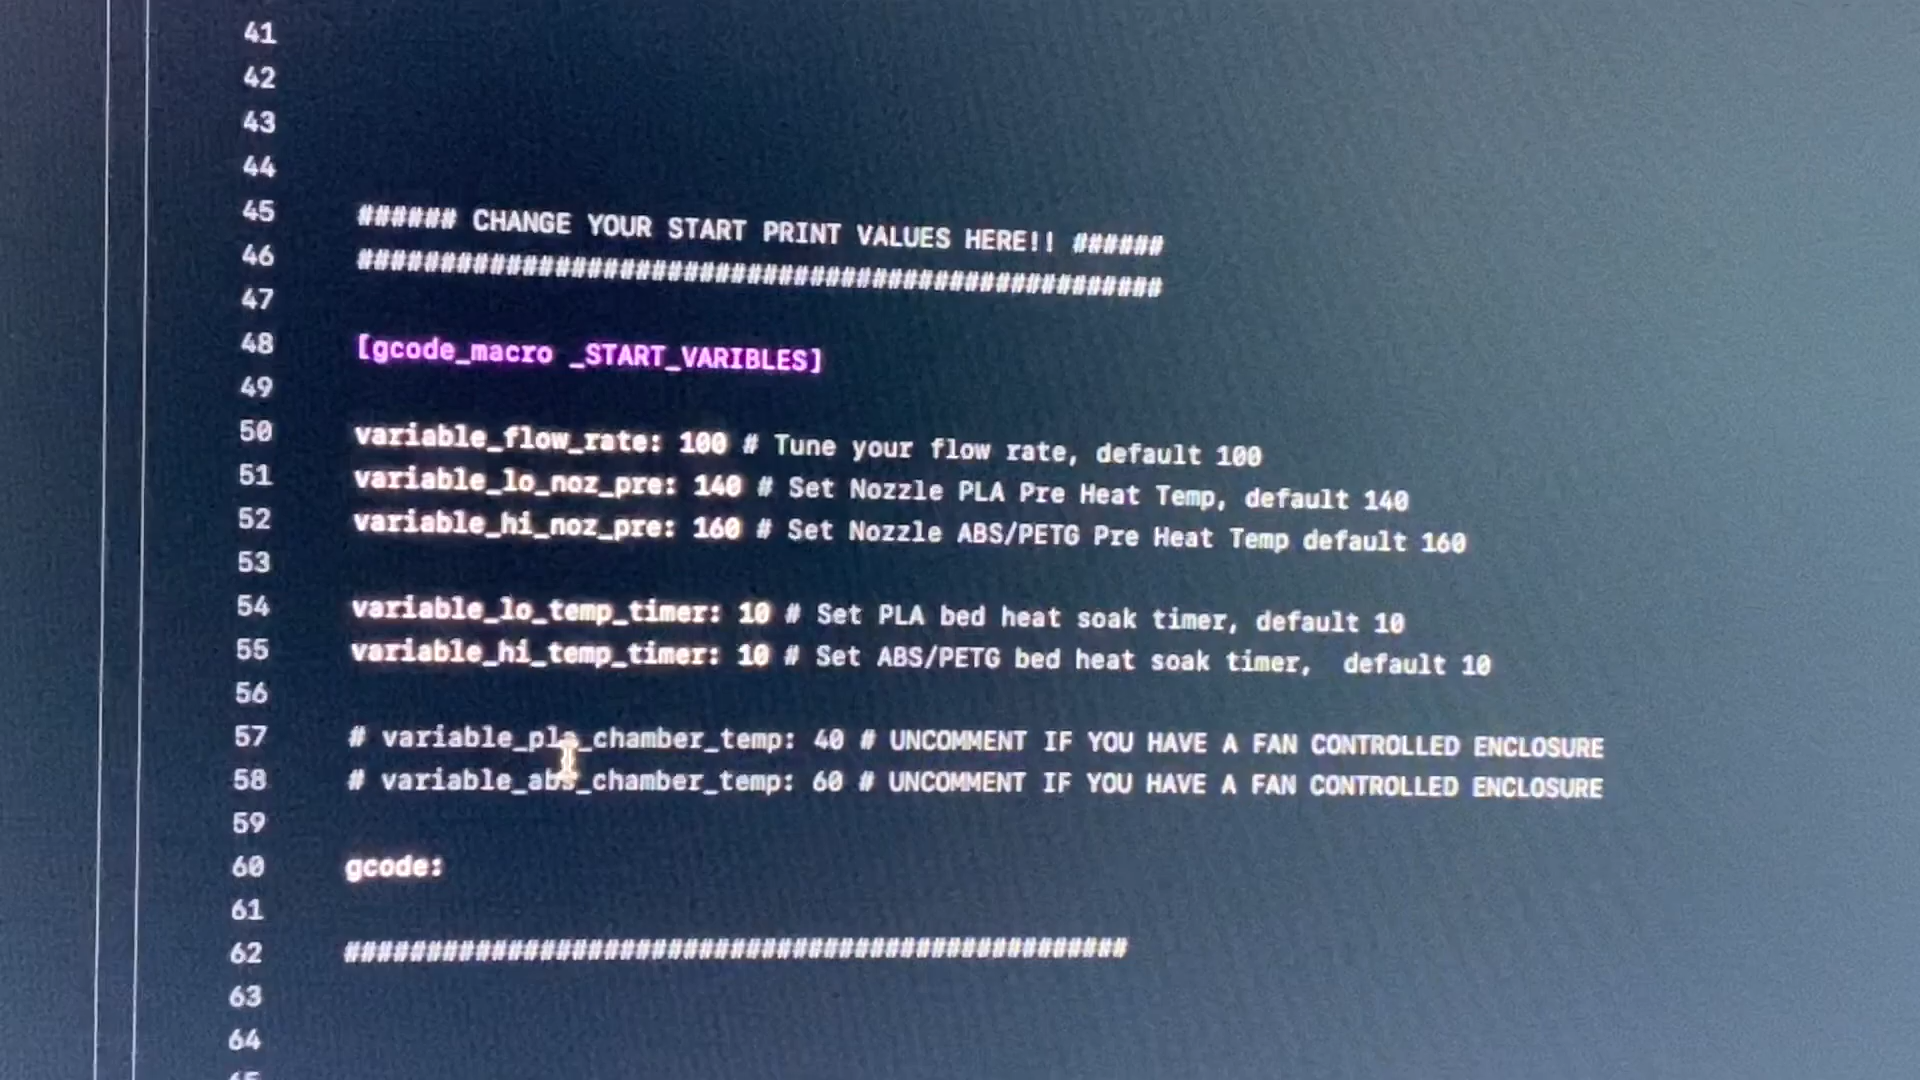 41
42
43
44
45 ###### CHANGE YOUR START PRINT VALUES HERE!! ######
46 #################################################
47
48 [gcode_macro _START_VARIBLES]
49
50 variable_flow_rate: 100 # Tune your flow rate, default 100
51 variable_lo_noz_pre: 140 # Set Nozzle PLA Pre Heat Temp, default 140
52 variable_hi_noz_pre: 160 # Set Nozzle ABS/PETG Pre Heat Temp default 160
53
54 variable_lo_temp_timer: 10 # Set PLA bed heat soak timer, default 10
55 variable_hi_temp_timer: 10 # Set ABS/PETG bed heat soak timer,  default 10
56
57 # variable_pla_chamber_temp: 40 # UNCOMMENT IF YOU HAVE A FAN CONTROLLED ENCLOSURE
58 # variable_abs_chamber_temp: 60 # UNCOMMENT IF YOU HAVE A FAN CONTROLLED ENCLOSURE
59
60 gcode:
61
62 ################################################
63
64